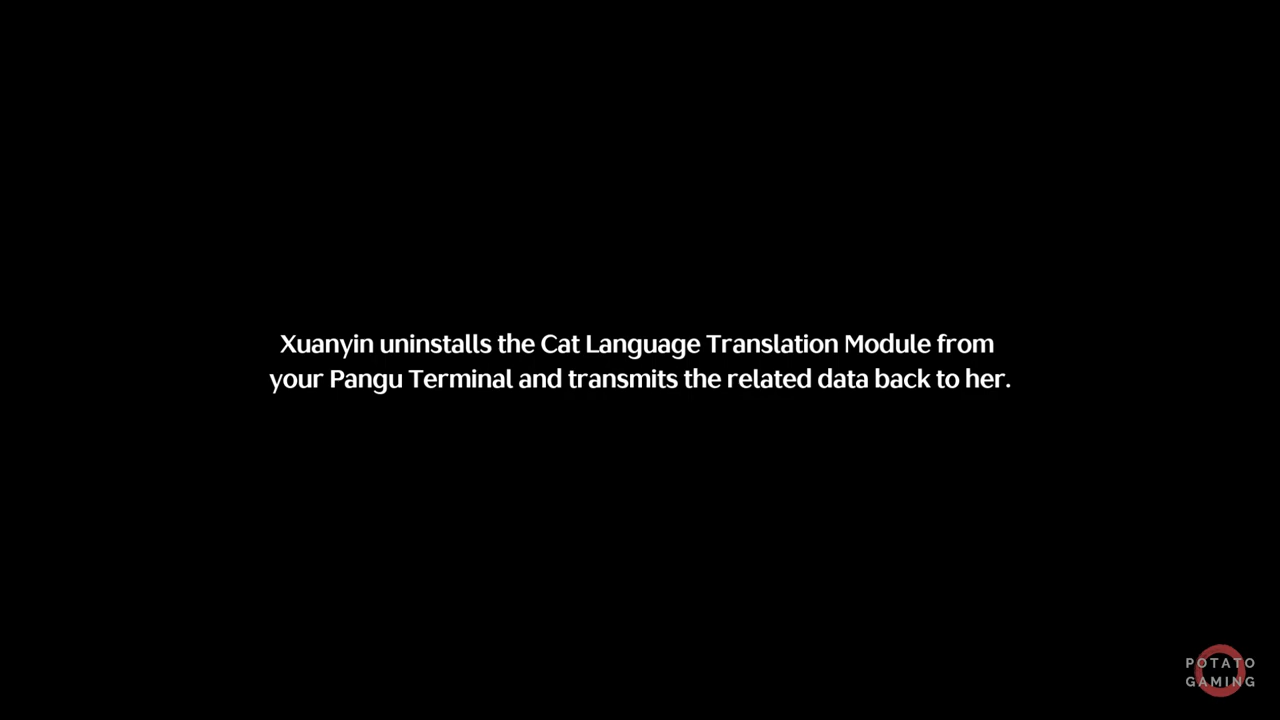 Xuanyin uninstalls the Cat Language Translation Module from
your Pangu Terminal and transmits the related data back to her.
POTATO
GAMING